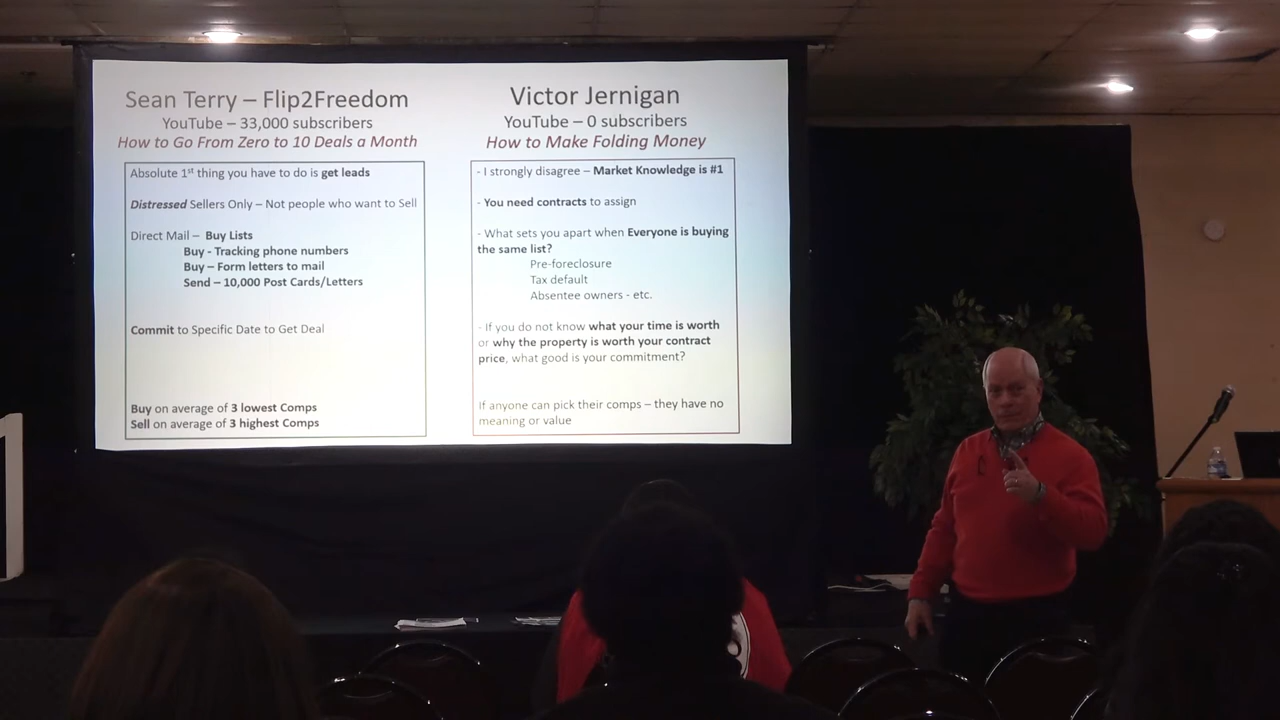 Sean Terry – Flip2Freedom
YouTube – 33,000 subscribers
How to Go From Zero to 10 Deals a Month
Absolute 1st thing you have to do is get leads
Distressed Sellers Only – Not people who want to Sell
Direct Mail – Buy Lists
Buy - Tracking phone numbers
Buy – Form letters to mail
Send – 10,000 Post Cards/Letters
Commit to Specific Date to Get Deal
Buy on average of 3 lowest Comps
Sell on average of 3 highest Comps
Victor Jernigan
YouTube – 0 subscribers
How to Make Folding Money
- I strongly disagree – Market Knowledge is #1
- You need contracts to assign
- What sets you apart when Everyone is buying
the same list?
Pre-foreclosure
Tax default
Absentee owners - etc.
- If you do not know what your time is worth
or why the property is worth your contract
price, what good is your commitment?
If anyone can pick their comps – they have no
meaning or value